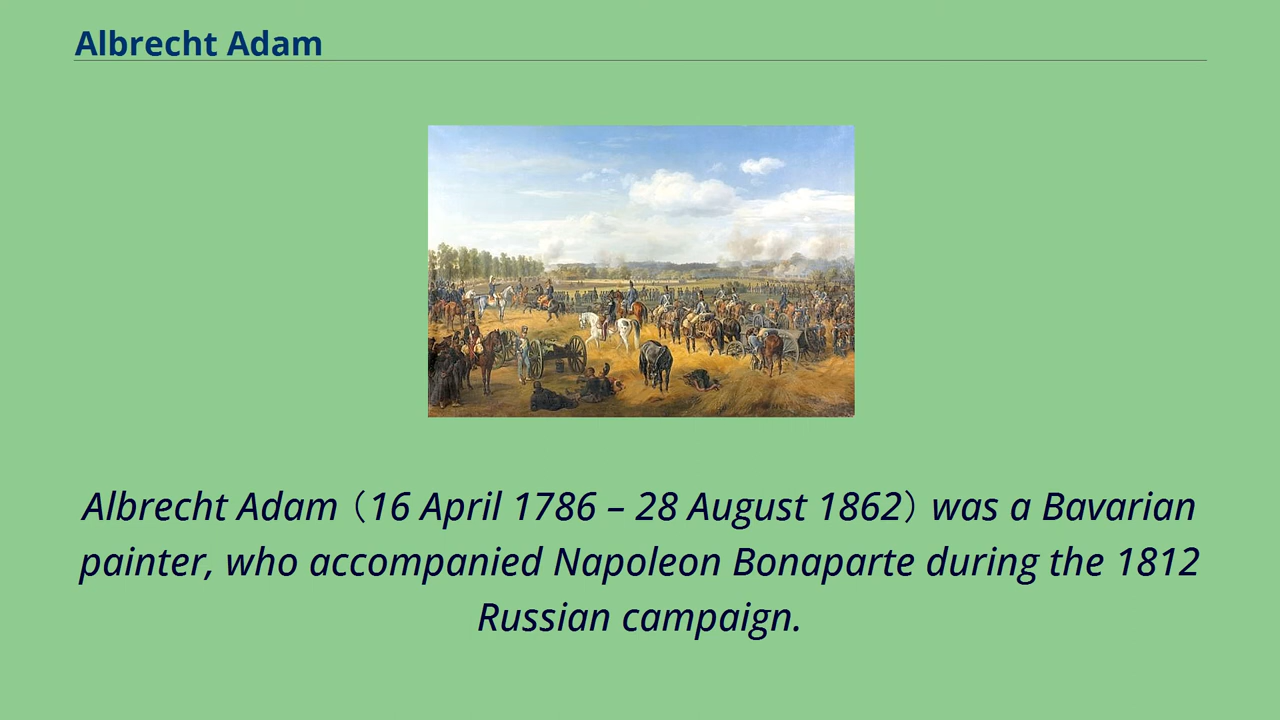 Albrecht Adam
Albrecht Adam（16 April 1786 – 28 August 1862）was a Bavarian
painter, who accompanied Napoleon Bonaparte during the 1812
Russian campaign.